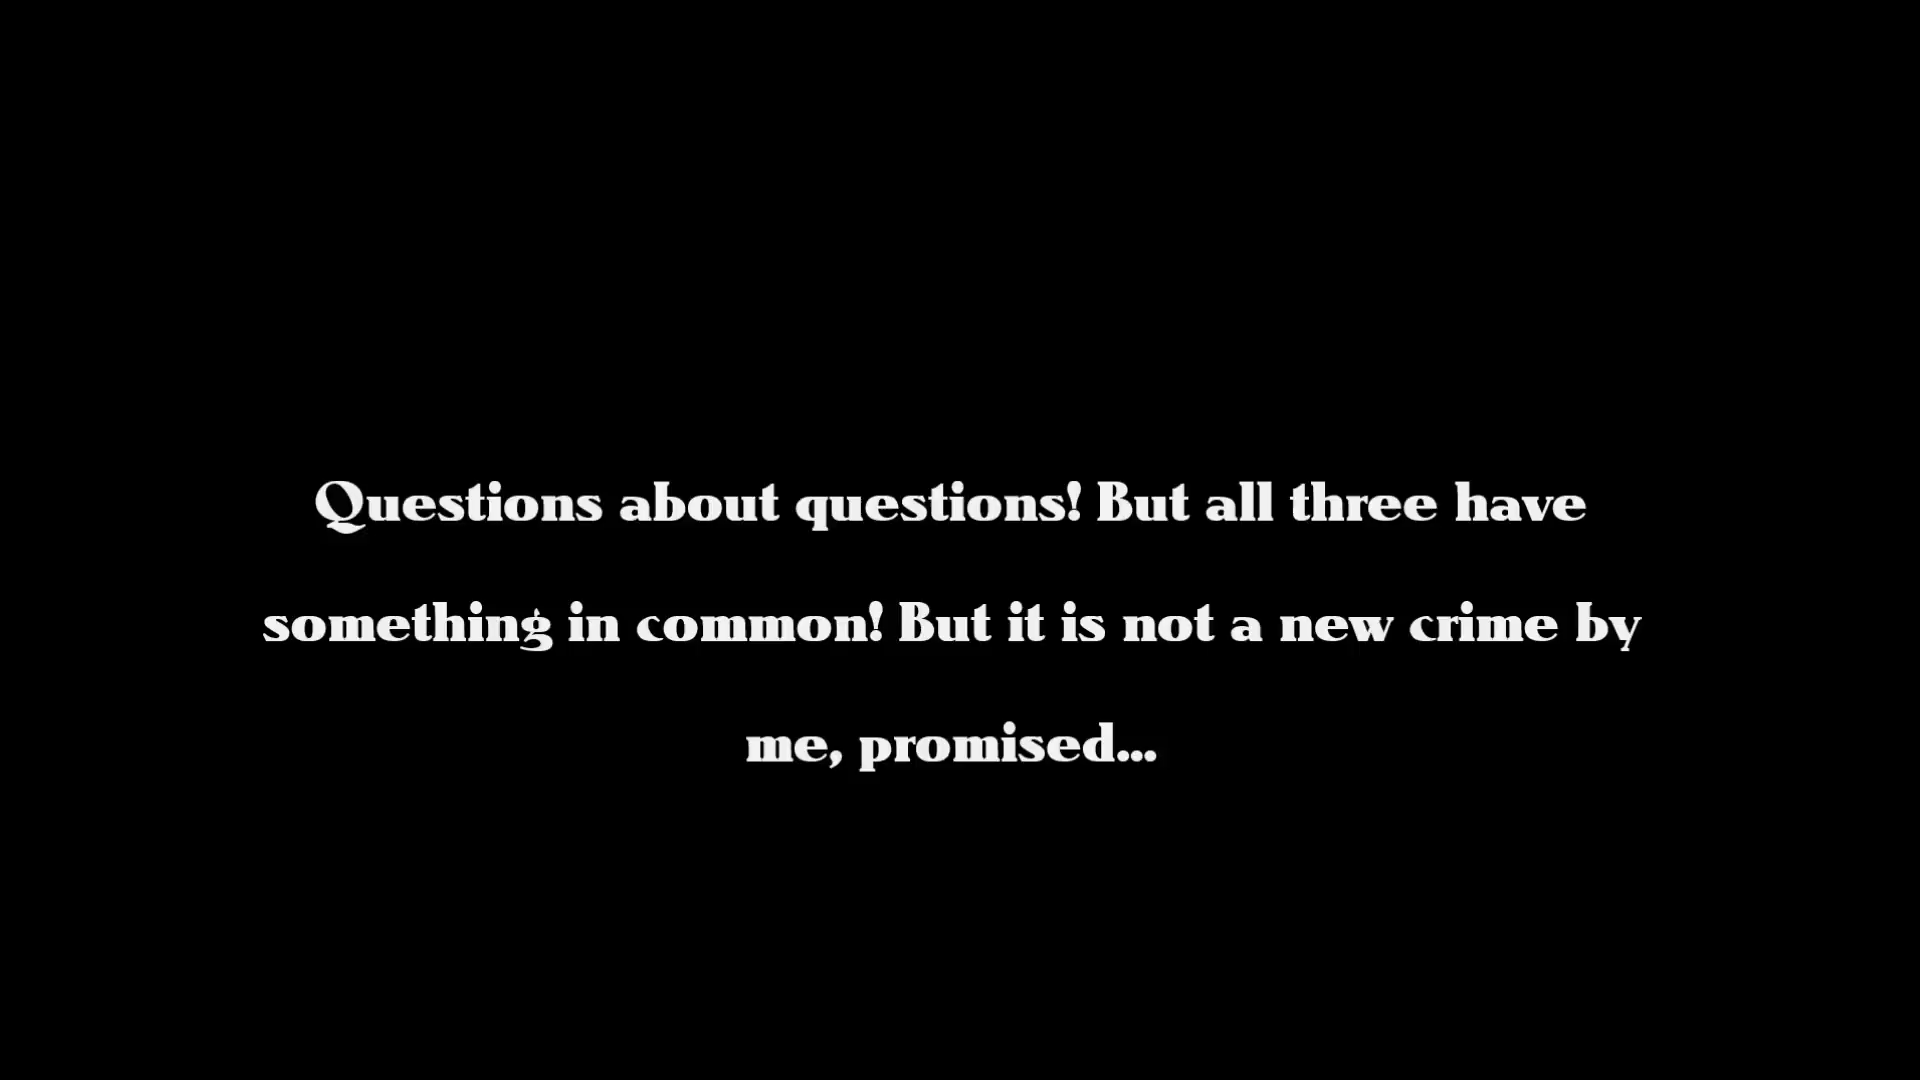 Questions about questions! But all three have
something in common! But it is not a new crime by
me, promised...